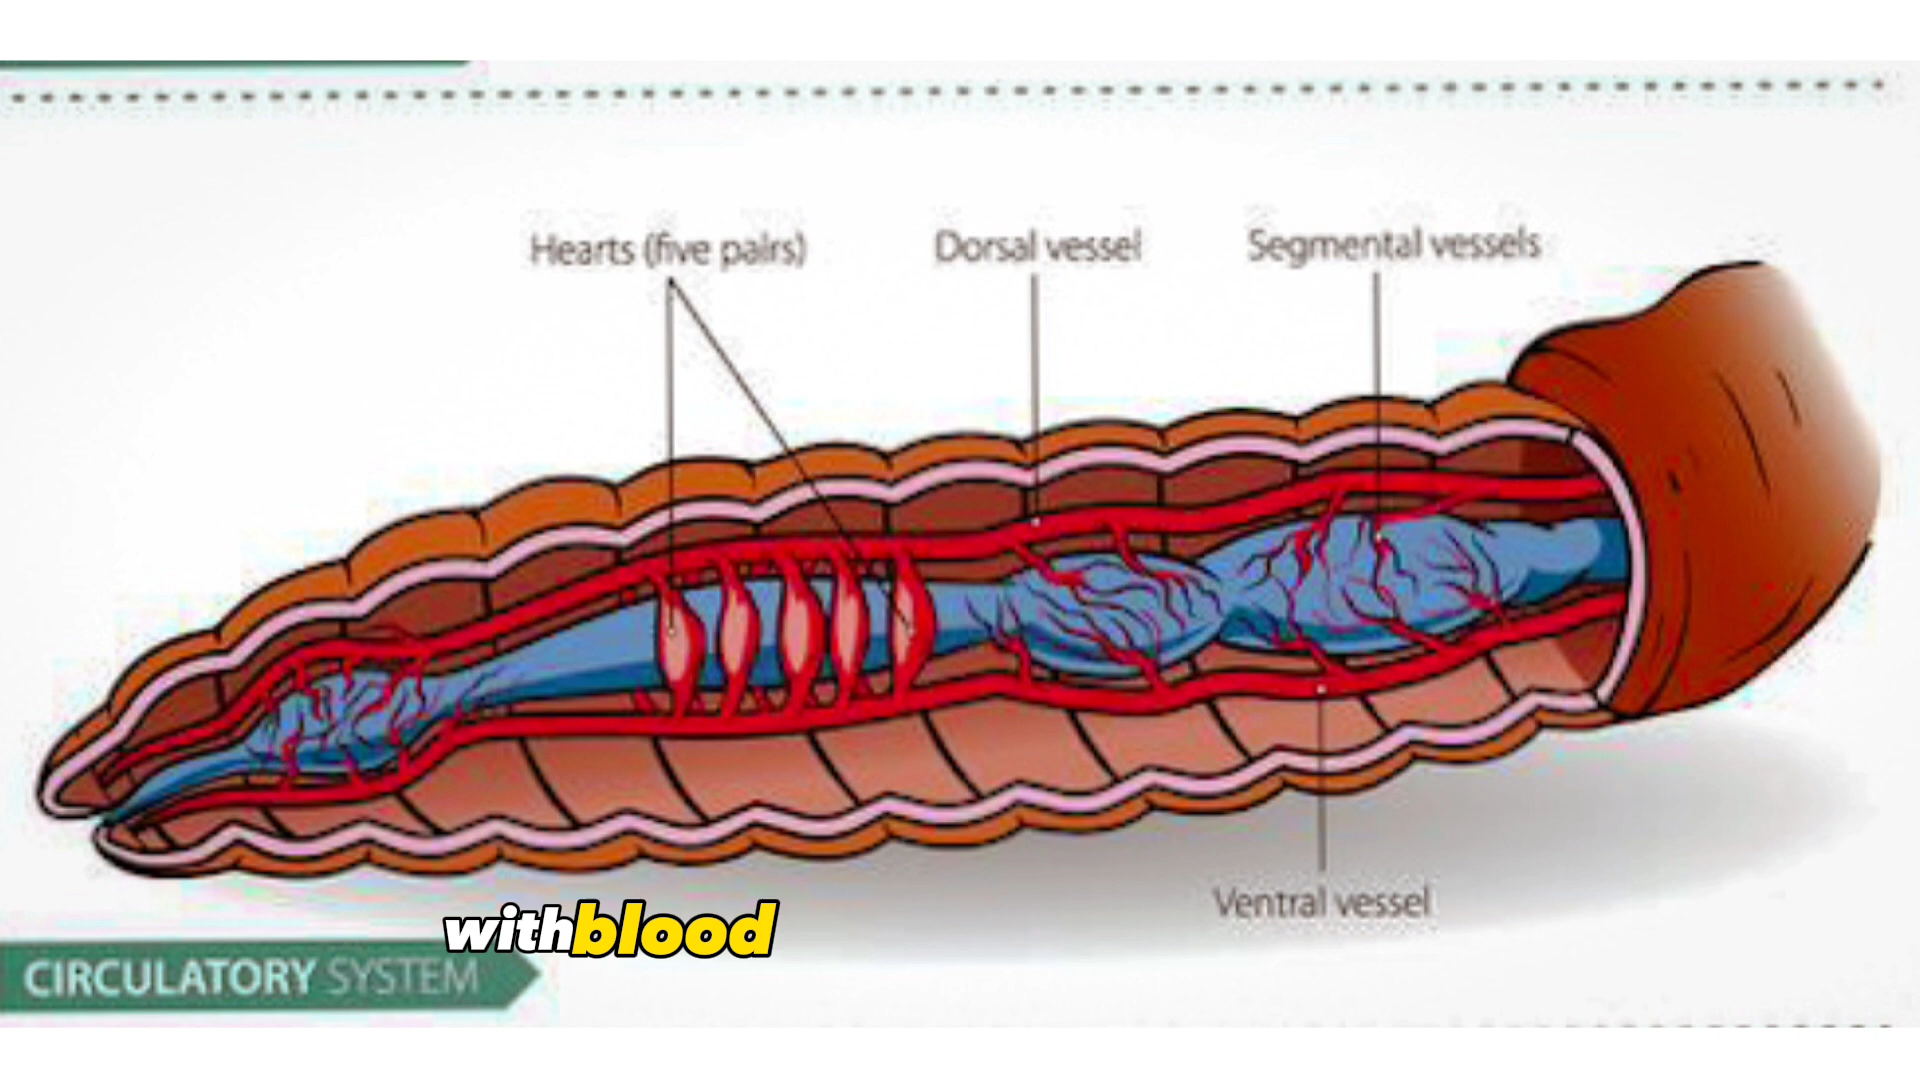 Hearts (five pairs)
Dorsal vessel
Segmental vessels
Ventral vessel
withblood
CIRCULATORY SYSTEM